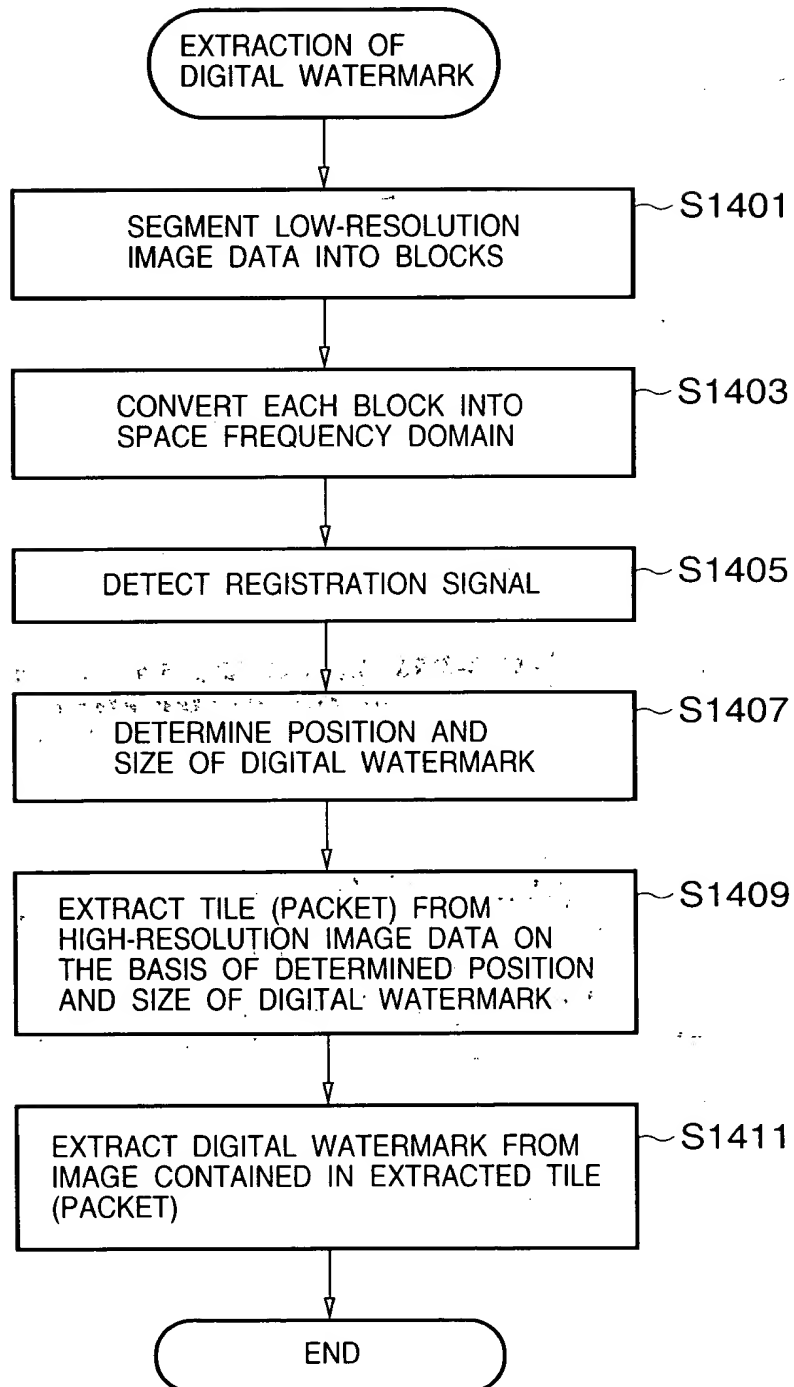 EXTRACTION OF
DIGITAL WATERMARK
SEGMENT LOW-RESOLUTION
IMAGE DATA INTO BLOCKS
S1401
CONVERT EACH BLOCK INTO
SPACE FREQUENCY DOMAIN
S1403
DETECT REGISTRATION SIGNAL
S1405
DETERMINE POSITION AND
SIZE OF DIGITAL WATERMARK
S1407
EXTRACT TILE (PACKET) FROM
HIGH-RESOLUTION IMAGE DATA ON
THE BASIS OF DETERMINED POSITION
AND SIZE OF DIGITAL WATERMARK
S1409
EXTRACT DIGITAL WATERMARK FROM
IMAGE CONTAINED IN EXTRACTED TILE
(PACKET)
S1411
END